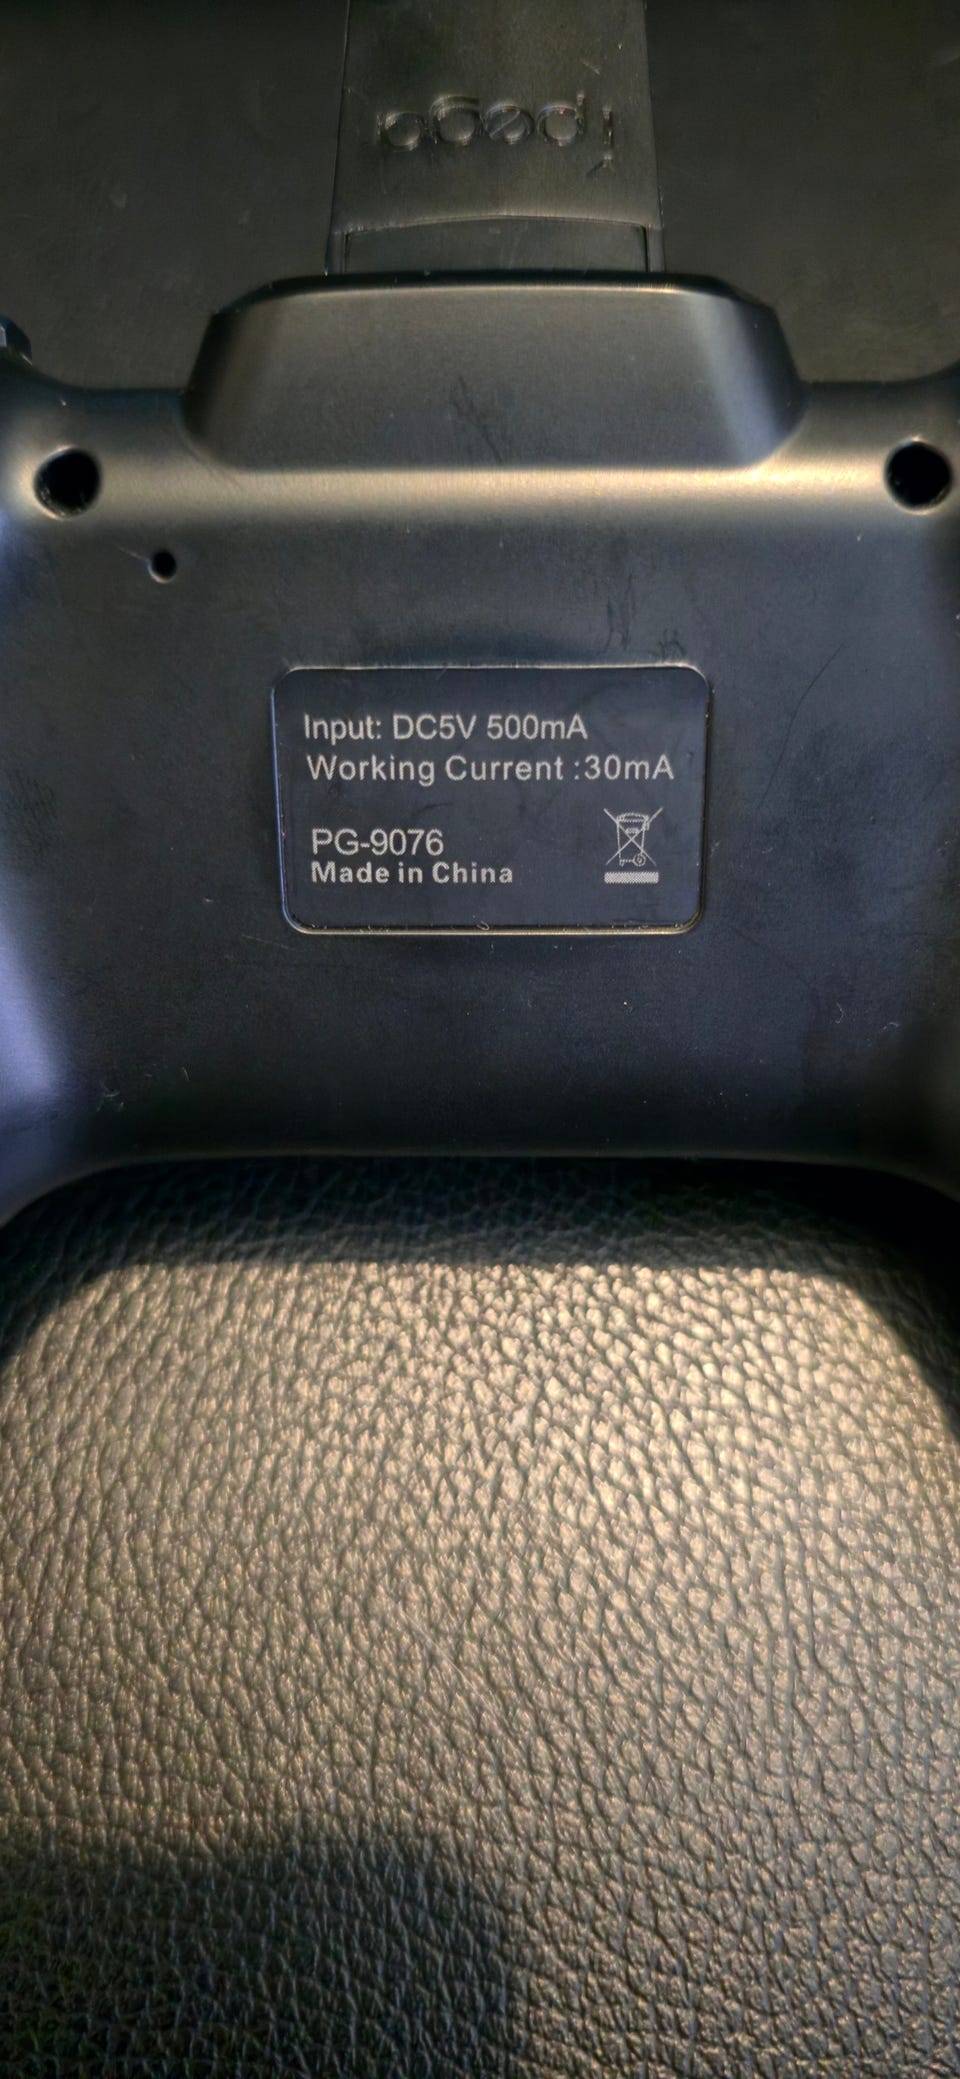 ipega
Input: DC5V 500mA
Working Current :30mA
PG-9076
Made in China